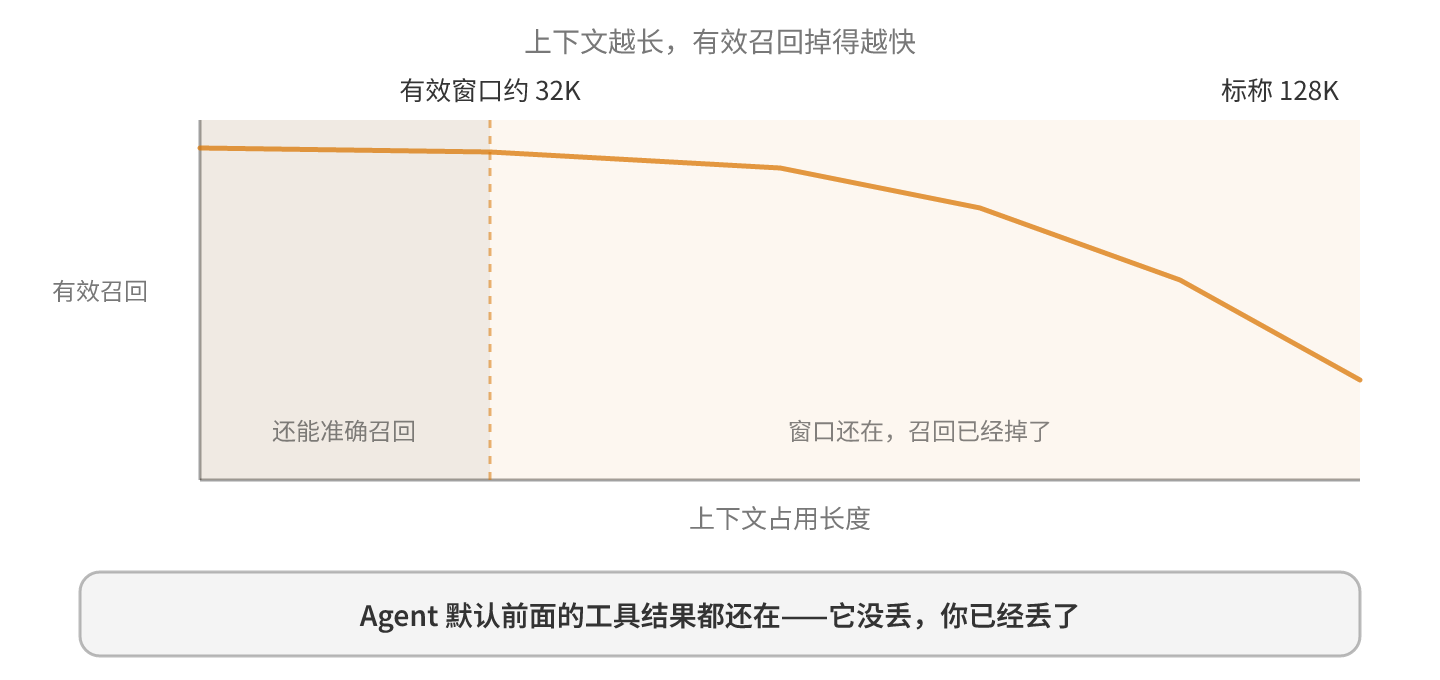 上下文越长，有效召回掉得越快
有效窗口约 32K
标称 128K
有效召回
还能准确召回
窗口还在，召回已经掉了
上下文占用长度
Agent 默认前面的工具结果都还在——它没丢，你已经丢了